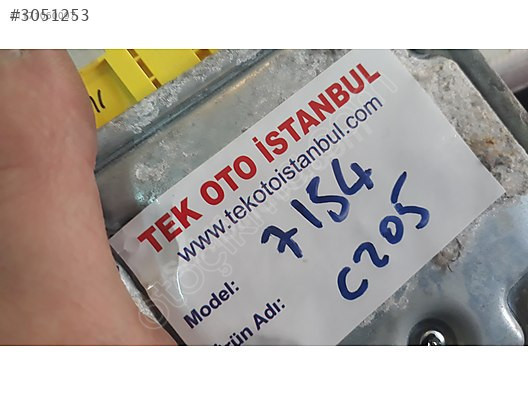 #3051253
TEK OTO İSTANBUL
www.tekotoistanbul.com
7154
Model:
C205
Ürün Adı: